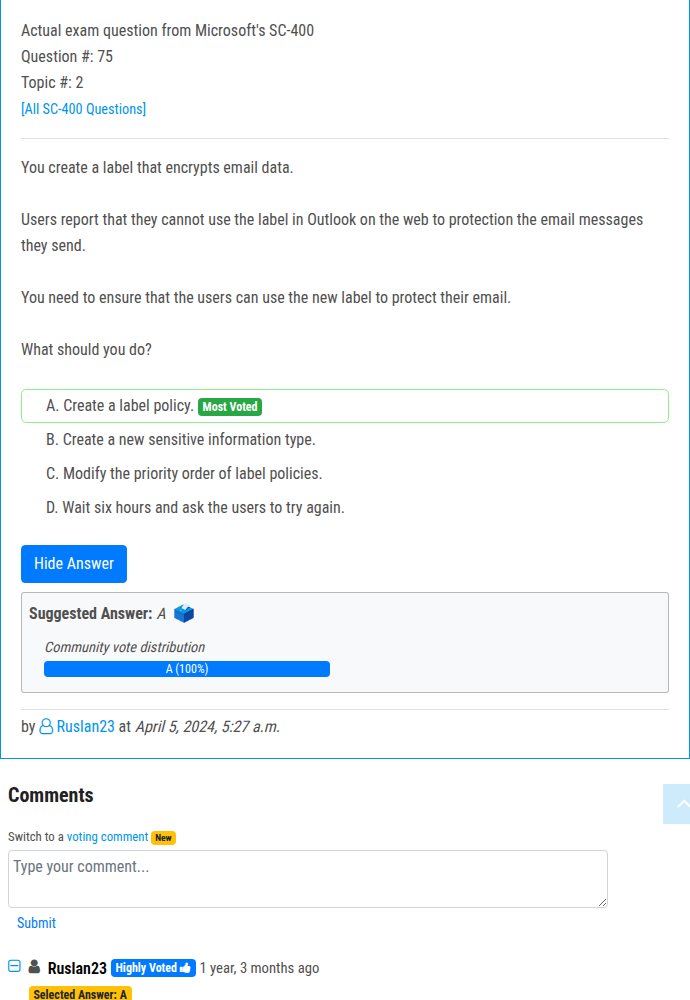 Actual exam question from Microsoft's SC-400
Question #: 75
Topic #: 2
[All SC-400 Questions]
You create a label that encrypts email data.
Users report that they cannot use the label in Outlook on the web to protection the email messages
they send.
You need to ensure that the users can use the new label to protect their email.
What should you do?
A. Create a label policy. Most Voted
B. Create a new sensitive information type.
C. Modify the priority order of label policies.
D. Wait six hours and ask the users to try again.
Hide Answer
Suggested Answer: A
Community vote distribution
A (100%)
by Ruslan23 at April 5, 2024, 5:27 a.m.
Comments
Switch to a voting comment New
Type your comment...
Submit
Ruslan23 Highly Voted 1 year, 3 months ago
Selected Answer: A